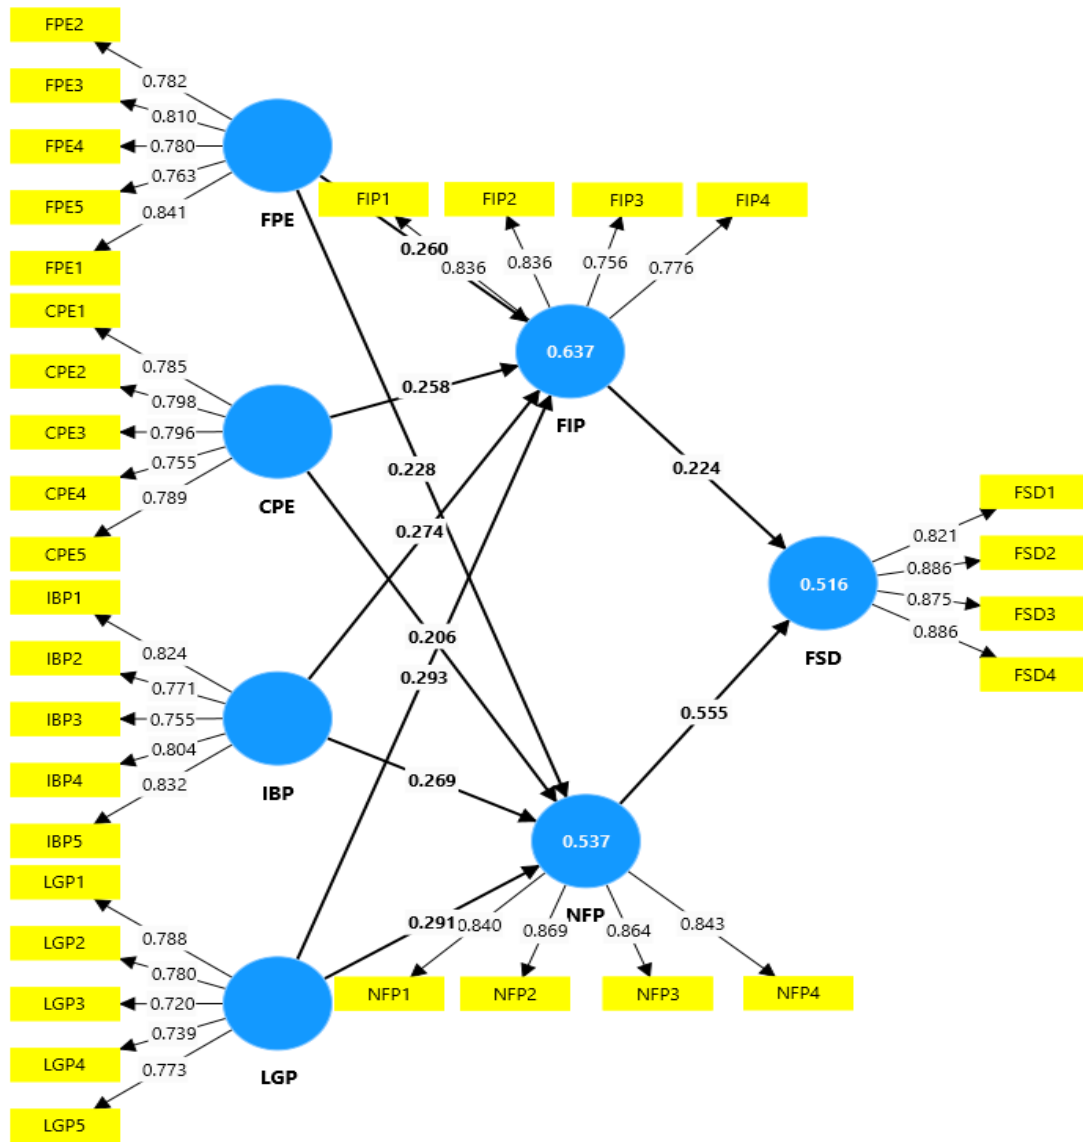 FPE2
0.782
FPE3
0.810
FPE4
0.780
FPE5
0.763
FPE1
0.841
FPE
CPE1
0.785
CPE2
0.798
CPE3
0.796
CPE4
0.755
CPE5
0.789
CPE
IBP1
0.824
IBP2
0.771
IBP3
0.755
IBP4
0.804
IBP5
0.832
IBP
LGP1
0.788
LGP2
0.780
LGP3
0.720
LGP4
0.739
LGP5
0.773
LGP
FIP1
FIP2
FIP3
FIP4
0.260
0.836
0.836
0.756
0.776
0.637
FIP
0.258
0.228
0.274
0.206
0.293
0.269
0.291
0.224
0.555
0.537
NFP
0.840
0.869
0.864
0.843
NFP1
NFP2
NFP3
NFP4
0.516
FSD
0.821
FSD1
0.886
FSD2
0.875
FSD3
0.886
FSD4